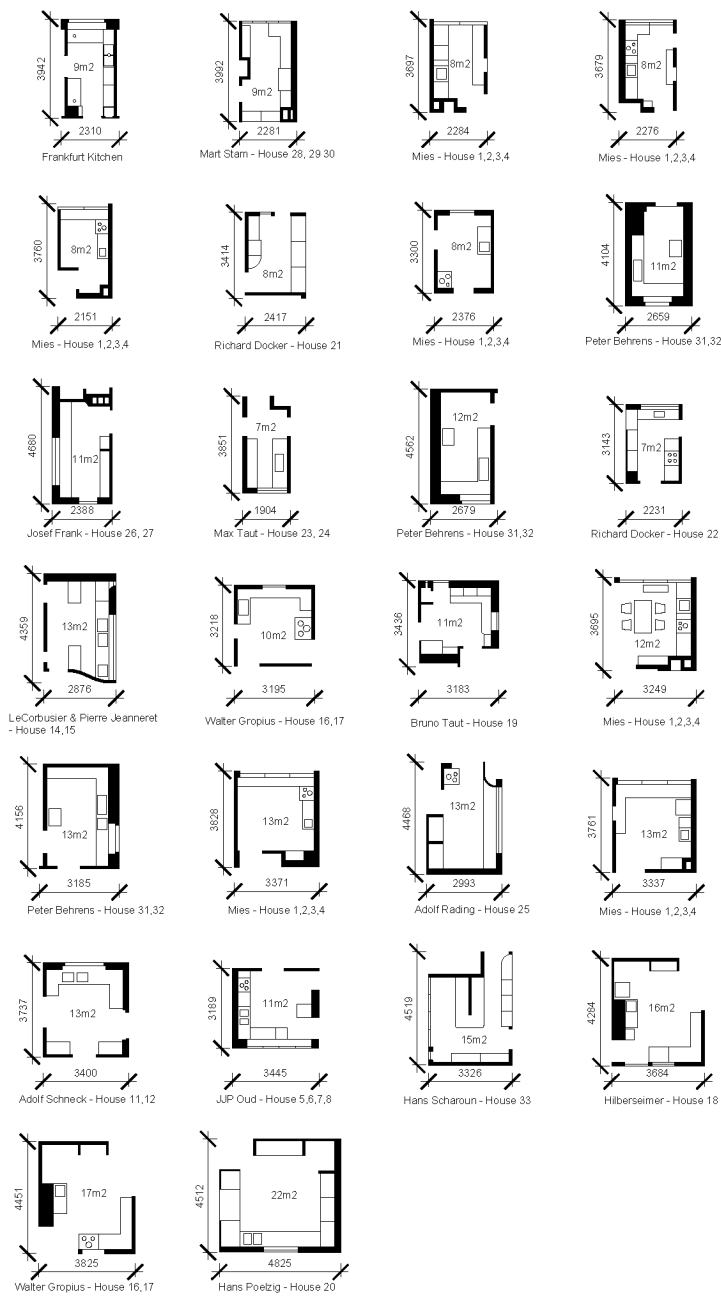 3942
9m2
2310
Frankfurt Kitchen
3992
9m2
2281
Mart Stam - House 28, 29 30
3697
8m2
2284
Mies - House 1,2,3,4
3679
8m2
2276
Mies - House 1,2,3,4
3760
8m2
2151
Mies - House 1,2,3,4
3414
8m2
2417
Richard Docker - House 21
3300
8m2
2376
Mies - House 1,2,3,4
4104
11m2
2659
Peter Behrens - House 31,32
4680
11m2
2388
Josef Frank - House 26, 27
3851
7m2
1904
Max Taut - House 23, 24
4562
12m2
2679
Peter Behrens - House 31,32
3143
7m2
2231
Richard Docker - House 22
4359
13m2
2876
LeCorbusier & Pierre Jeanneret
- House 14,15
3218
10m2
3195
Walter Gropius - House 16,17
3436
11m2
3183
Bruno Taut - House 19
3695
12m2
3249
Mies - House 1,2,3,4
4156
13m2
3185
Peter Behrens - House 31,32
3828
13m2
3371
Mies - House 1,2,3,4
4468
13m2
2993
Adolf Rading - House 25
3761
13m2
3337
Mies - House 1,2,3,4
3737
13m2
3400
Adolf Schneck - House 11,12
3189
11m2
3445
JJP Oud - House 5,6,7,8
4519
15m2
3326
Hans Scharoun - House 33
4284
16m2
3684
Hilberseimer - House 18
4451
17m2
3825
Walter Gropius - House 16,17
4512
22m2
4825
Hans Poelzig - House 20